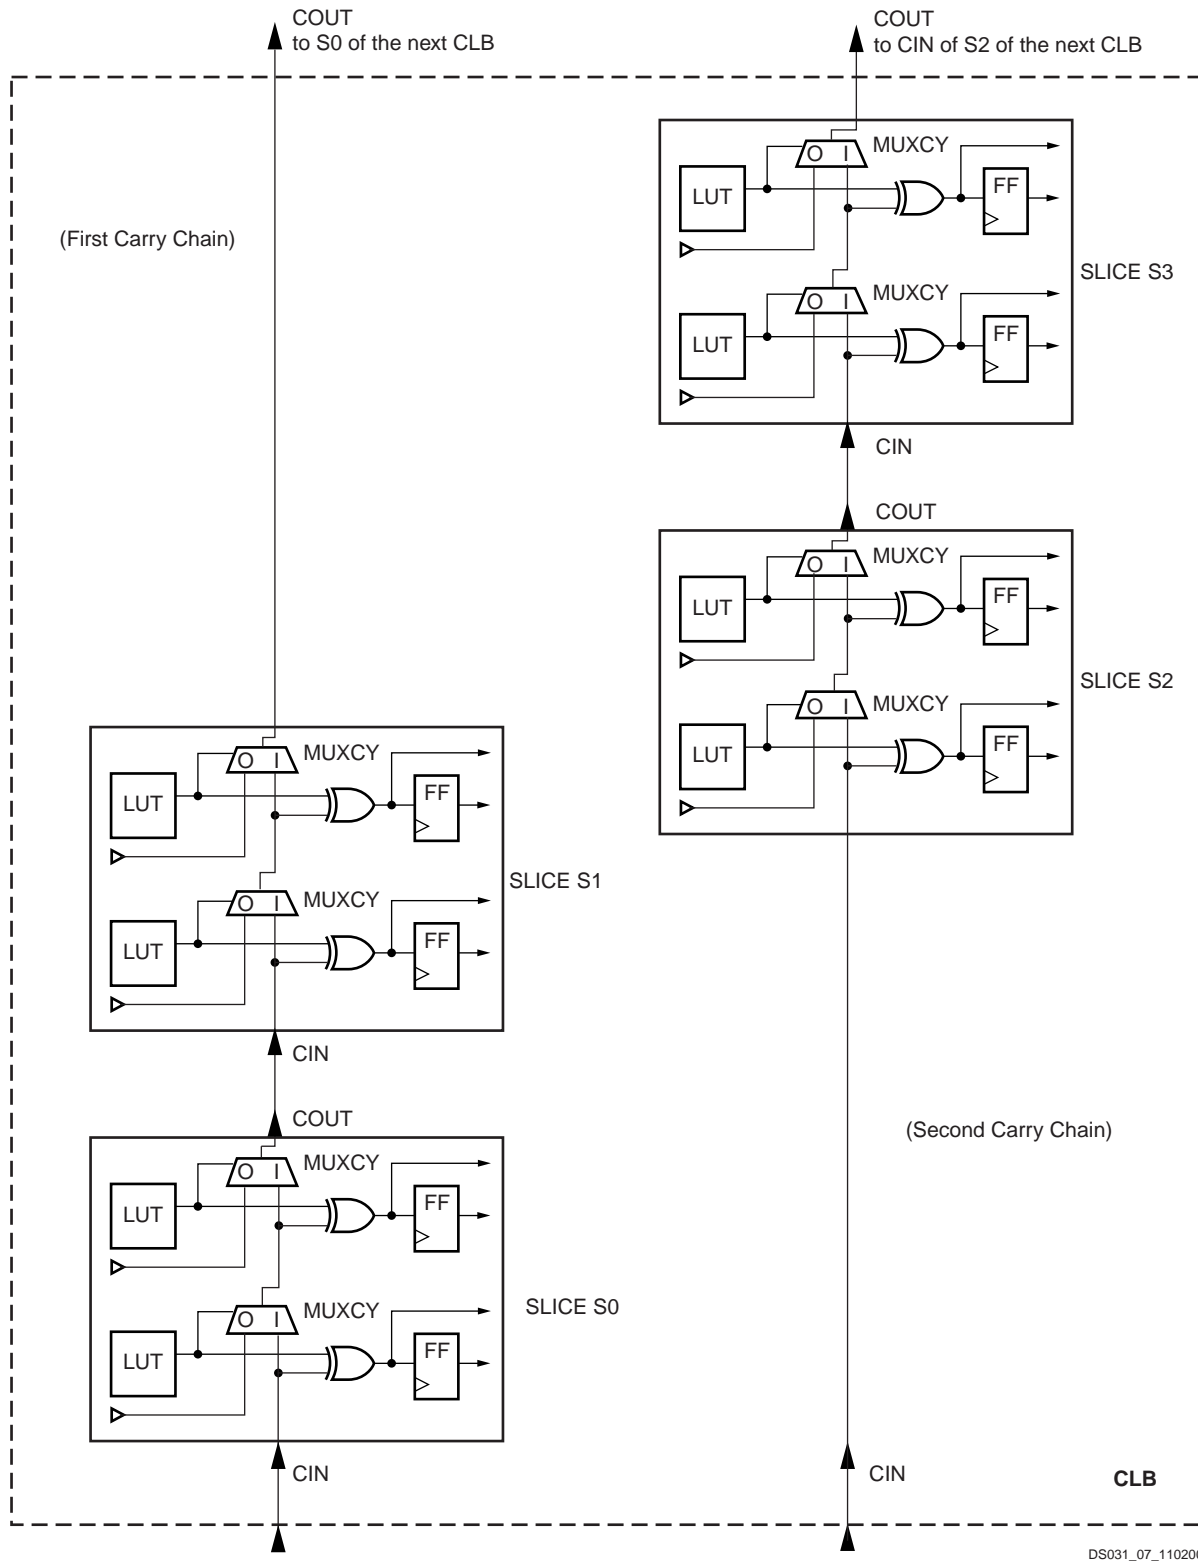 COUT
to S0 of the next CLB
COUT
to CIN of S2 of the next CLB
(First Carry Chain)
O I
MUXCY
LUT
FF
SLICE S3
O I
MUXCY
LUT
FF
CIN
COUT
O I
MUXCY
LUT
FF
SLICE S2
O I
MUXCY
LUT
FF
O I
MUXCY
LUT
FF
SLICE S1
O I
MUXCY
LUT
FF
CIN
COUT
(Second Carry Chain)
O I
MUXCY
LUT
FF
SLICE S0
O I
MUXCY
LUT
FF
CIN
CIN
CLB